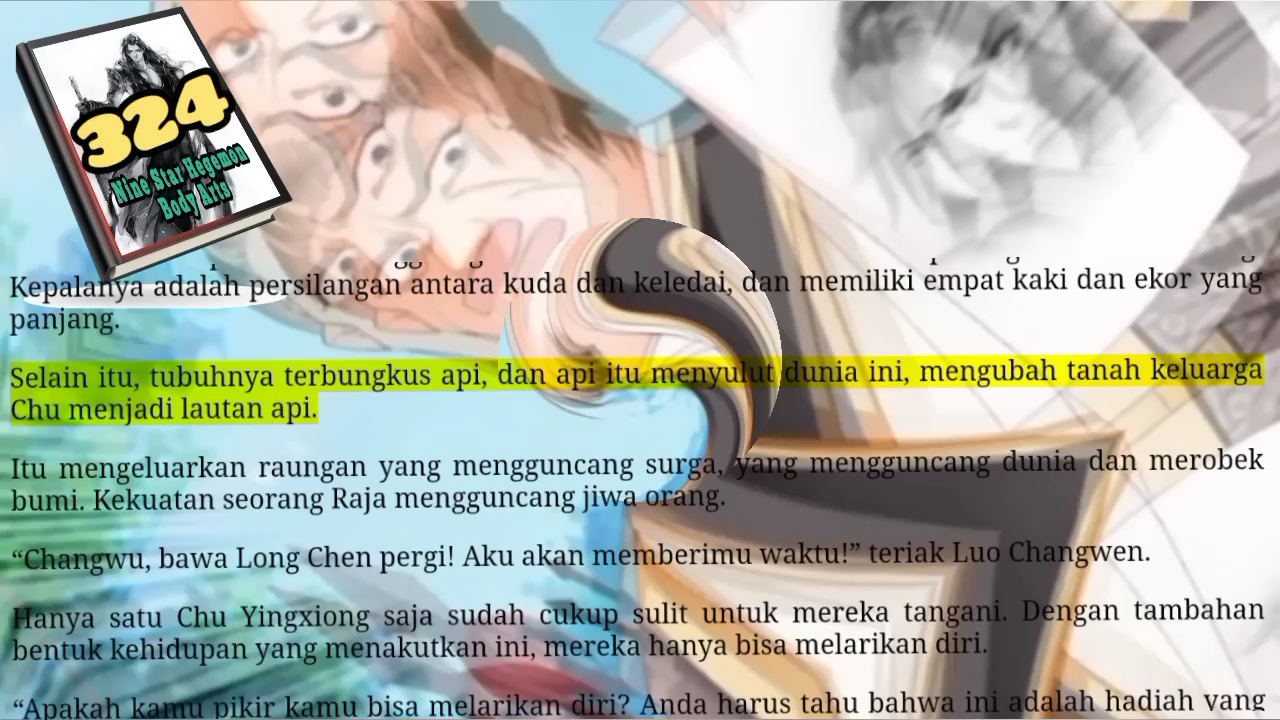 324
Nine Star Hegemon
Body Arts
Kepalanya adalah persilangan antara kuda dan keledai, dan memiliki empat kaki dan ekor yang
panjang.
Selain itu, tubuhnya terbungkus api, dan api itu menyulut dunia ini, mengubah tanah keluarga
Chu menjadi lautan api.
Itu mengeluarkan raungan yang mengguncang surga, yang mengguncang dunia dan merobek
bumi. Kekuatan seorang Raja mengguncang jiwa orang.
“Changwu, bawa Long Chen pergi! Aku akan memberimu waktu!” teriak Luo Changwen.
Hanya satu Chu Yingxiong saja sudah cukup sulit untuk mereka tangani. Dengan tambahan
bentuk kehidupan yang menakutkan ini, mereka hanya bisa melarikan diri.
“Apakah kamu pikir kamu bisa melarikan diri? Anda harus tahu bahwa ini adalah hadiah yang